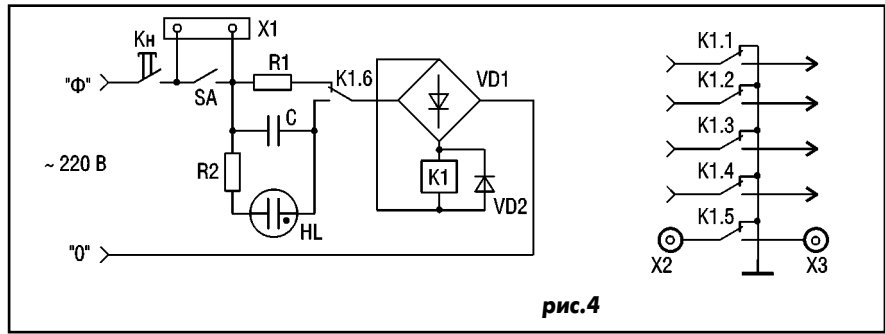 Кн
X1
"Ф"
SA
R1
K1.6
VD1
C
~ 220 В
R2
K1
VD2
HL
"0"
K1.1
K1.2
K1.3
K1.4
K1.5
X2
X3
рис.4